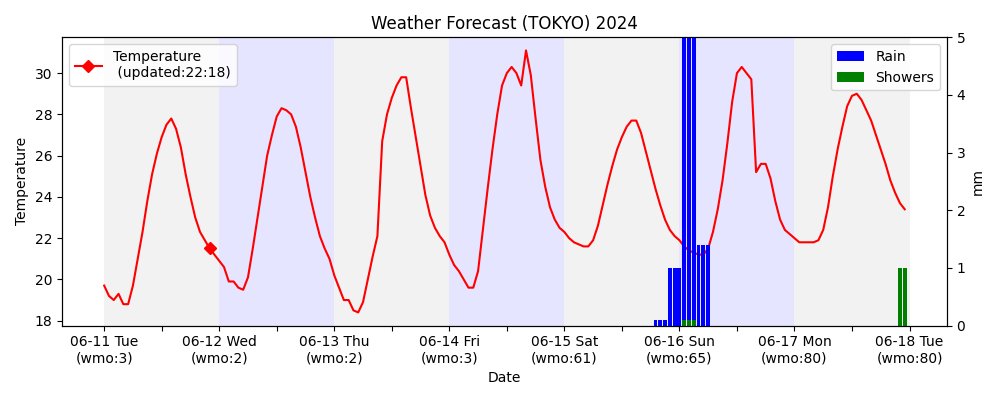 Weather Forecast (TOKYO) 2024
Temperature
(updated:22:18)
Rain
Showers
30
28
26
24
22
20
18
Temperature
5
4
3
2
1
0
mm
06-11 Tue
(wmo:3)
06-12 Wed
(wmo:2)
06-13 Thu
(wmo:2)
06-14 Fri
(wmo:3)
06-15 Sat
(wmo:61)
06-16 Sun
(wmo:65)
06-17 Mon
(wmo:80)
06-18 Tue
(wmo:80)
Date